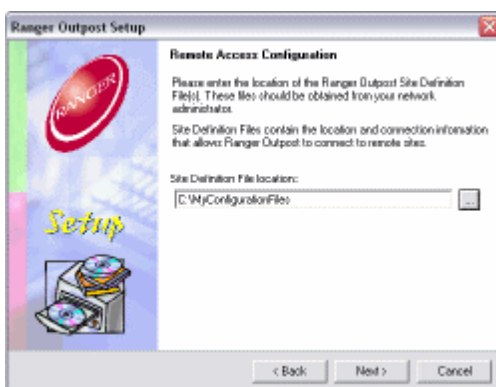 Ranger Outpost Setup
RANGER
Setup
Remote Access Configuration
Please enter the location of the Ranger Outpost Site Definition
File(s). These files should be obtained from your network
administrator.
Site Definition Files contain the location and connection information
that allows Ranger Outpost to connect to remote sites.
Site Definition File location:
C:\MyConfigurationFiles
...
< Back
Next >
Cancel